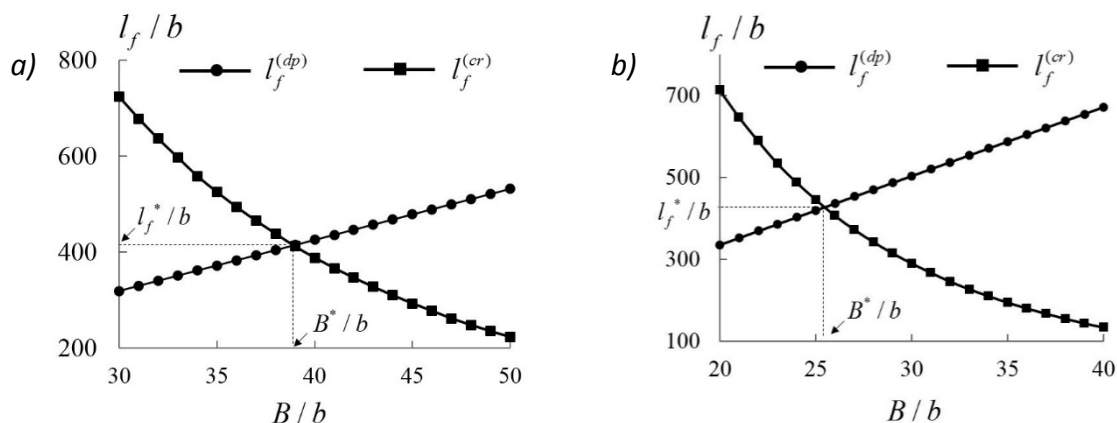 a)
l_f / b
l_f^(dp) l_f^(cr)
800
600
400
200
l_f^* / b
B^* / b
30 35 40 45 50
B / b
b)
l_f / b
l_f^(dp) l_f^(cr)
700
500
300
100
l_f^* / b
B^* / b
20 25 30 35 40
B / b